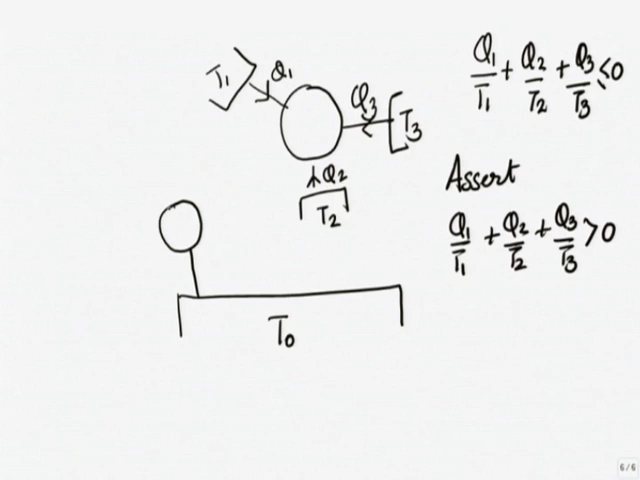 T₁ Q₁
Q₃ T₃
Q₂
T₂
T₀
Q₁/T₁ + Q₂/T₂ + Q₃/T₃ ≤ 0
Assert
Q₁/T₁ + Q₂/T₂ + Q₃/T₃ > 0
6/6